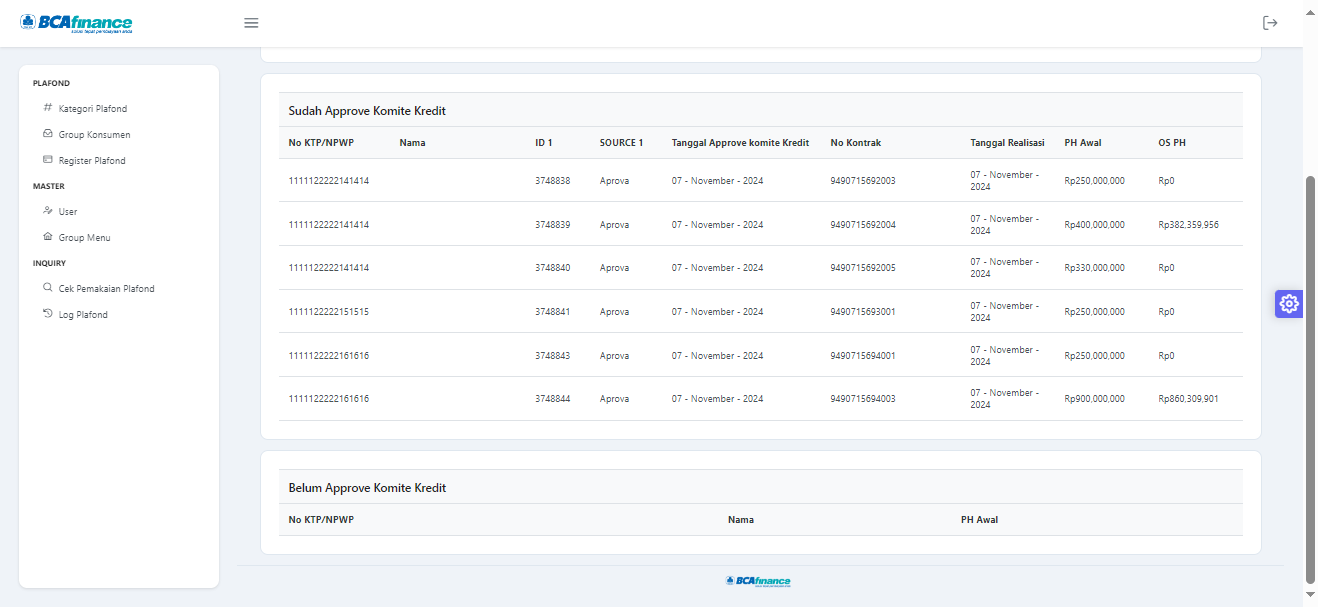 BCAfinance
solusi tepat pembiayaan anda
PLAFOND
Kategori Plafond
Group Konsumen
Register Plafond
MASTER
User
Group Menu
INQUIRY
Cek Pemakaian Plafond
Log Plafond
Sudah Approve Komite Kredit
No KTP/NPWP Nama ID 1 SOURCE 1 Tanggal Approve komite Kredit No Kontrak Tanggal Realisasi PH Awal OS PH
1111122222141414 3748838 Aprova 07 - November - 2024 9490715692003 07 - November - 2024 Rp250,000,000 Rp0
1111122222141414 3748839 Aprova 07 - November - 2024 9490715692004 07 - November - 2024 Rp400,000,000 Rp382,359,956
1111122222141414 3748840 Aprova 07 - November - 2024 9490715692005 07 - November - 2024 Rp330,000,000 Rp0
1111122222151515 3748841 Aprova 07 - November - 2024 9490715693001 07 - November - 2024 Rp250,000,000 Rp0
1111122222161616 3748843 Aprova 07 - November - 2024 9490715694001 07 - November - 2024 Rp250,000,000 Rp0
1111122222161616 3748844 Aprova 07 - November - 2024 9490715694003 07 - November - 2024 Rp900,000,000 Rp860,309,901
Belum Approve Komite Kredit
No KTP/NPWP Nama PH Awal
BCAfinance